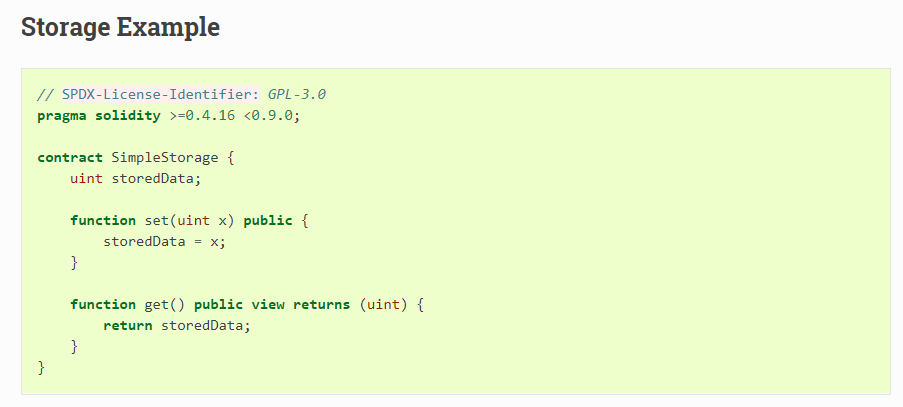 Storage Example
// SPDX-License-Identifier: GPL-3.0
pragma solidity >=0.4.16 <0.9.0;
contract SimpleStorage {
    uint storedData;
    function set(uint x) public {
        storedData = x;
    }
    function get() public view returns (uint) {
        return storedData;
    }
}